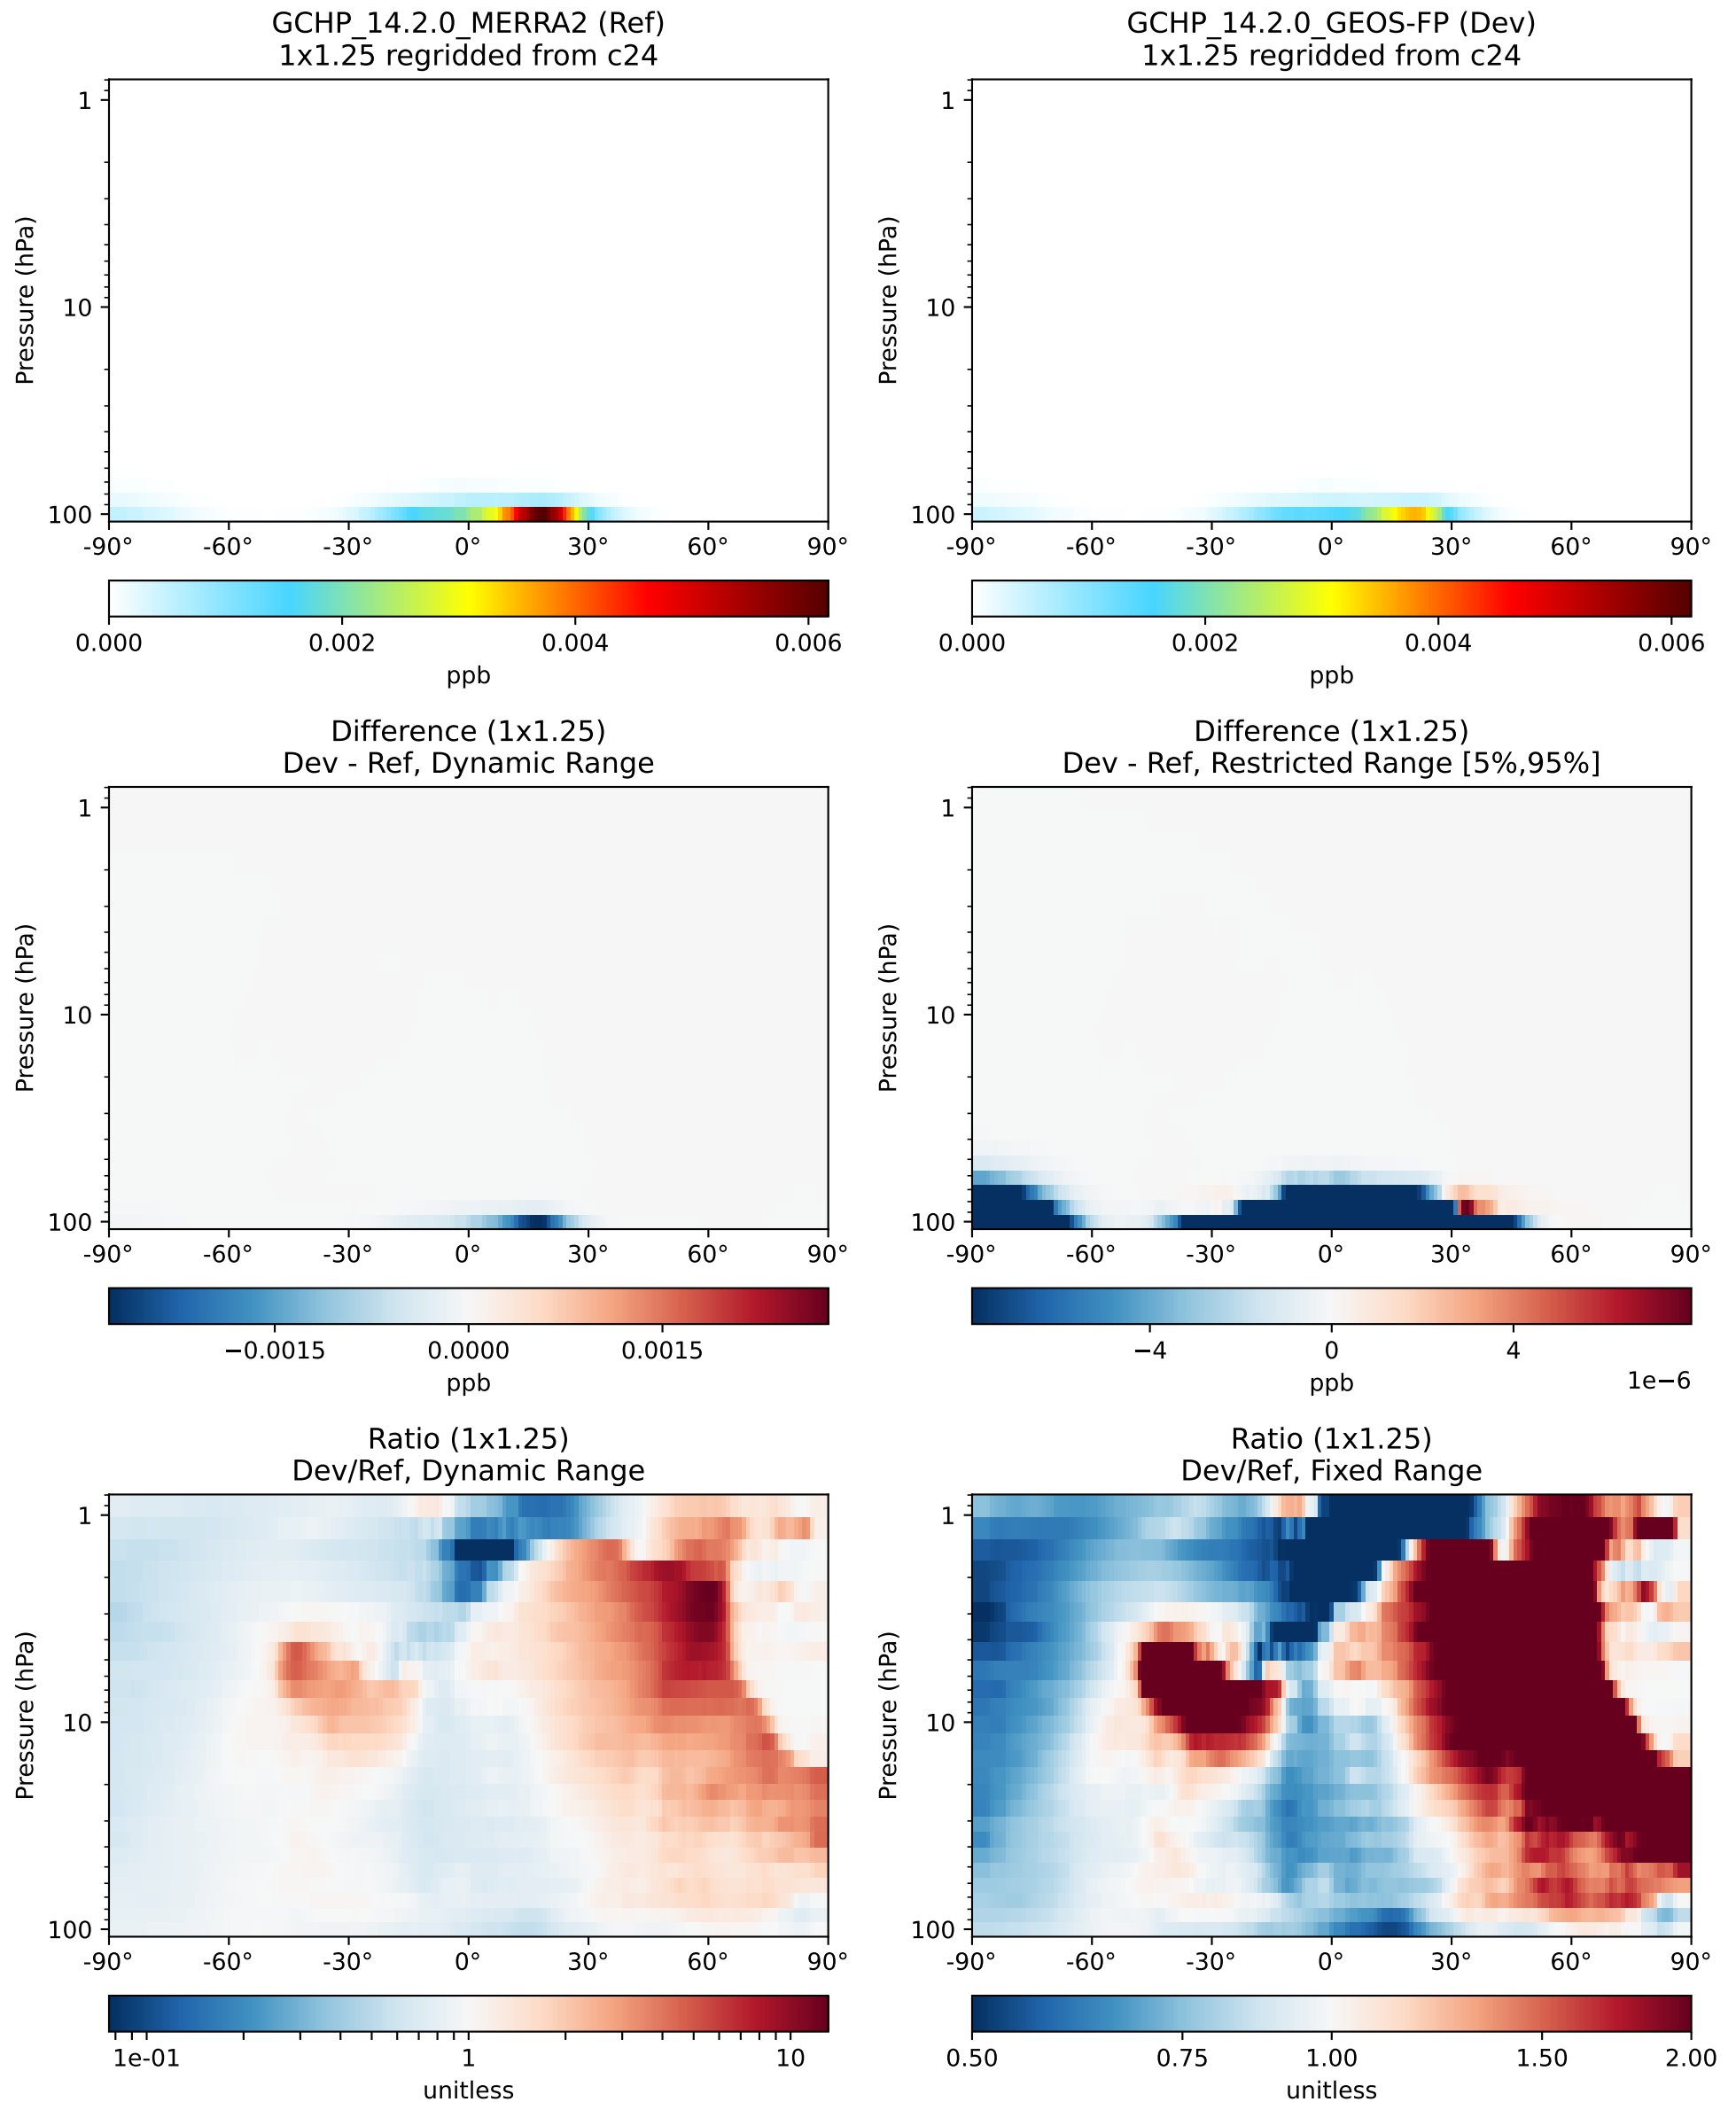 GCHP_14.2.0_MERRA2 (Ref)
1x1.25 regridded from c24
1
10
100
Pressure (hPa)
-90° -60° -30° 0° 30° 60° 90°
0.000 0.002 0.004 0.006
ppb
GCHP_14.2.0_GEOS-FP (Dev)
1x1.25 regridded from c24
1
10
100
Pressure (hPa)
-90° -60° -30° 0° 30° 60° 90°
0.000 0.002 0.004 0.006
ppb
Difference (1x1.25)
Dev - Ref, Dynamic Range
1
10
100
Pressure (hPa)
-90° -60° -30° 0° 30° 60° 90°
−0.0015 0.0000 0.0015
ppb
Difference (1x1.25)
Dev - Ref, Restricted Range [5%,95%]
1
10
100
Pressure (hPa)
-90° -60° -30° 0° 30° 60° 90°
−4 0 4
ppb
1e−6
Ratio (1x1.25)
Dev/Ref, Dynamic Range
1
10
100
Pressure (hPa)
-90° -60° -30° 0° 30° 60° 90°
1e-01 1 10
unitless
Ratio (1x1.25)
Dev/Ref, Fixed Range
1
10
100
Pressure (hPa)
-90° -60° -30° 0° 30° 60° 90°
0.50 0.75 1.00 1.50 2.00
unitless